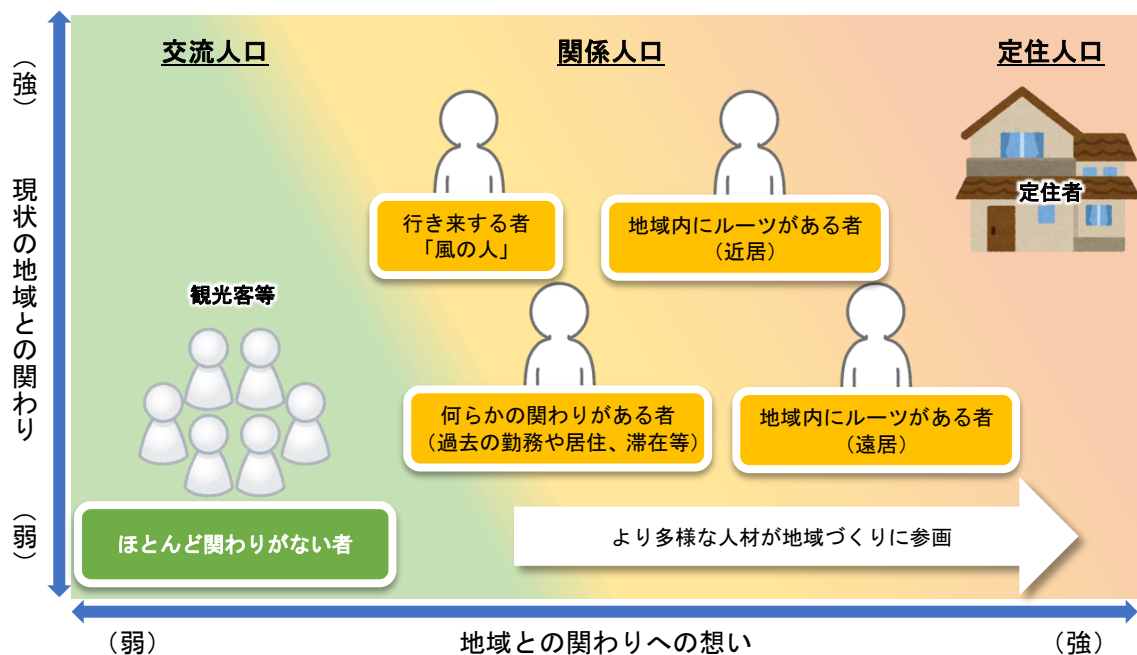 交流人口
関係人口
定住人口
(強)
現状の地域との関わり
(弱)
行き来する者
「風の人」
地域内にルーツがある者
(近居)
定住者
観光客等
何らかの関わりがある者
(過去の勤務や居住、滞在等)
地域内にルーツがある者
(遠居)
ほとんど関わりがない者
より多様な人材が地域づくりに参画
(弱)
地域との関わりへの想い
(強)